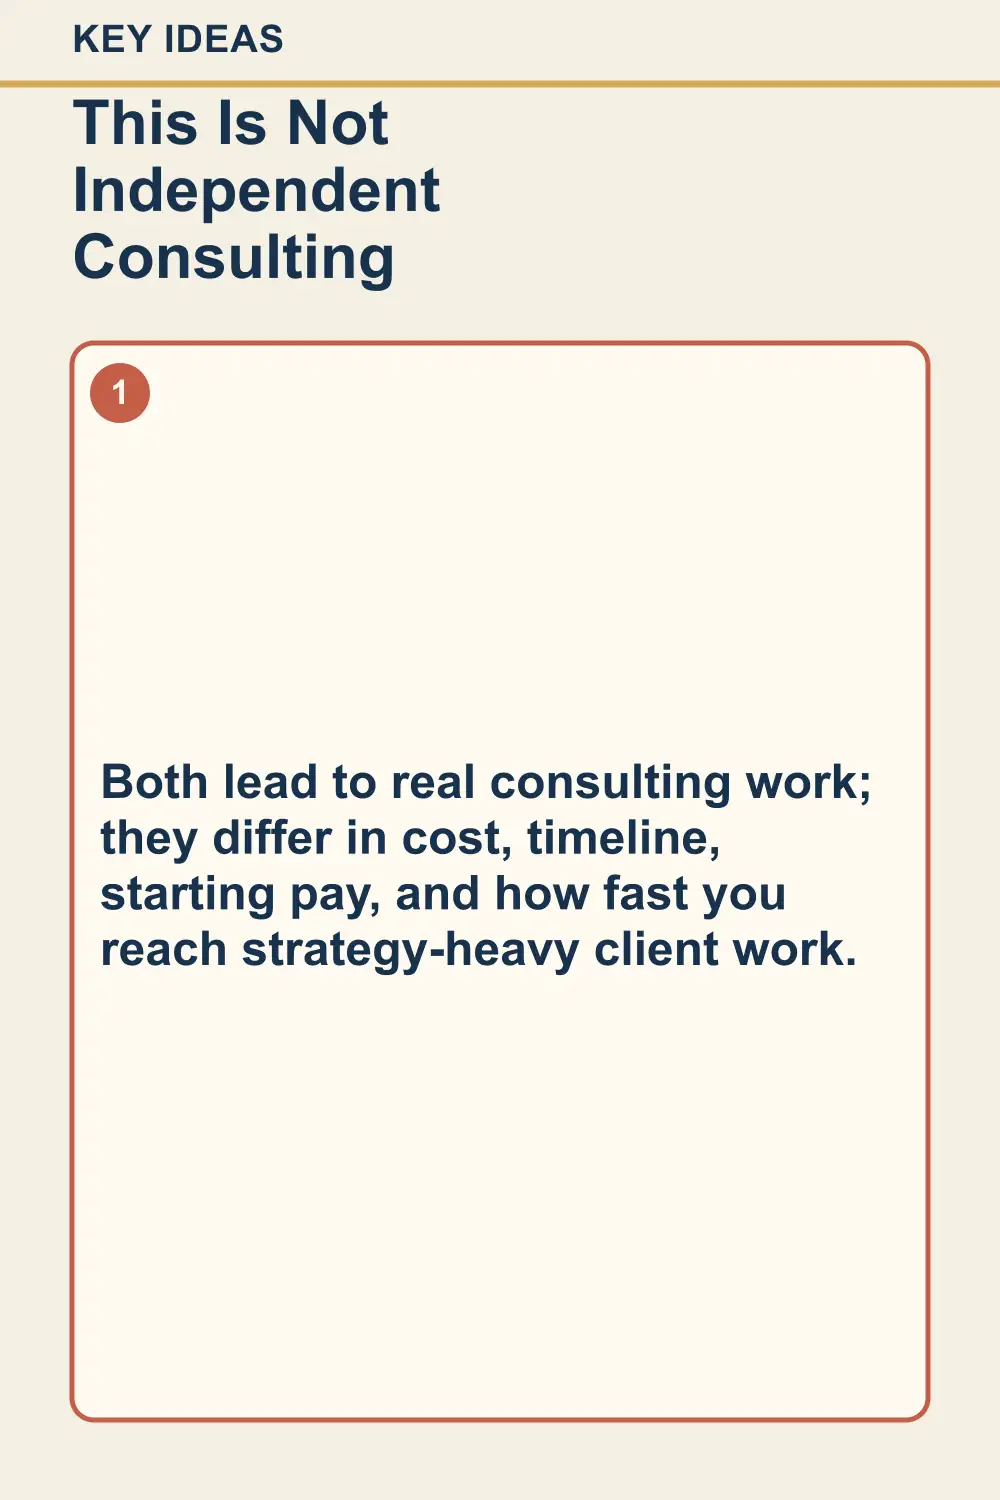 KEY IDEAS
This Is Not
Independent
Consulting
1
Both lead to real consulting work;
they differ in cost, timeline,
starting pay, and how fast you
reach strategy-heavy client work.